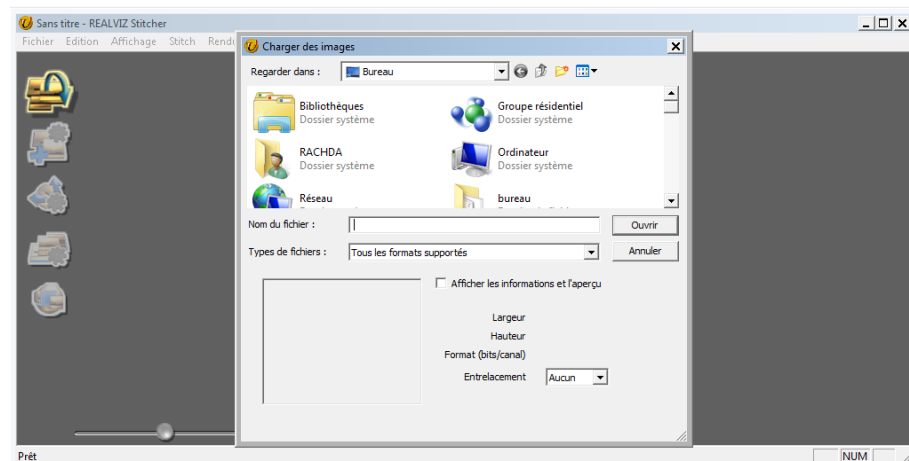 Sans titre - REALVIZ Stitcher
Fichier Edition Affichage Stitch
Charger des images
Regarder dans :
Bureau
Bibliothèques
Dossier système
Groupe résidentiel
Dossier système
RACHDA
Dossier système
Ordinateur
Dossier système
Réseau
bureau
Nom du fichier :
Ouvrir
Types de fichiers :
Tous les formats supportés
Annuler
Afficher les informations et l'aperçu
Largeur
Hauteur
Format (bits/canal)
Entrelacement
Aucun
Prêt
NUM